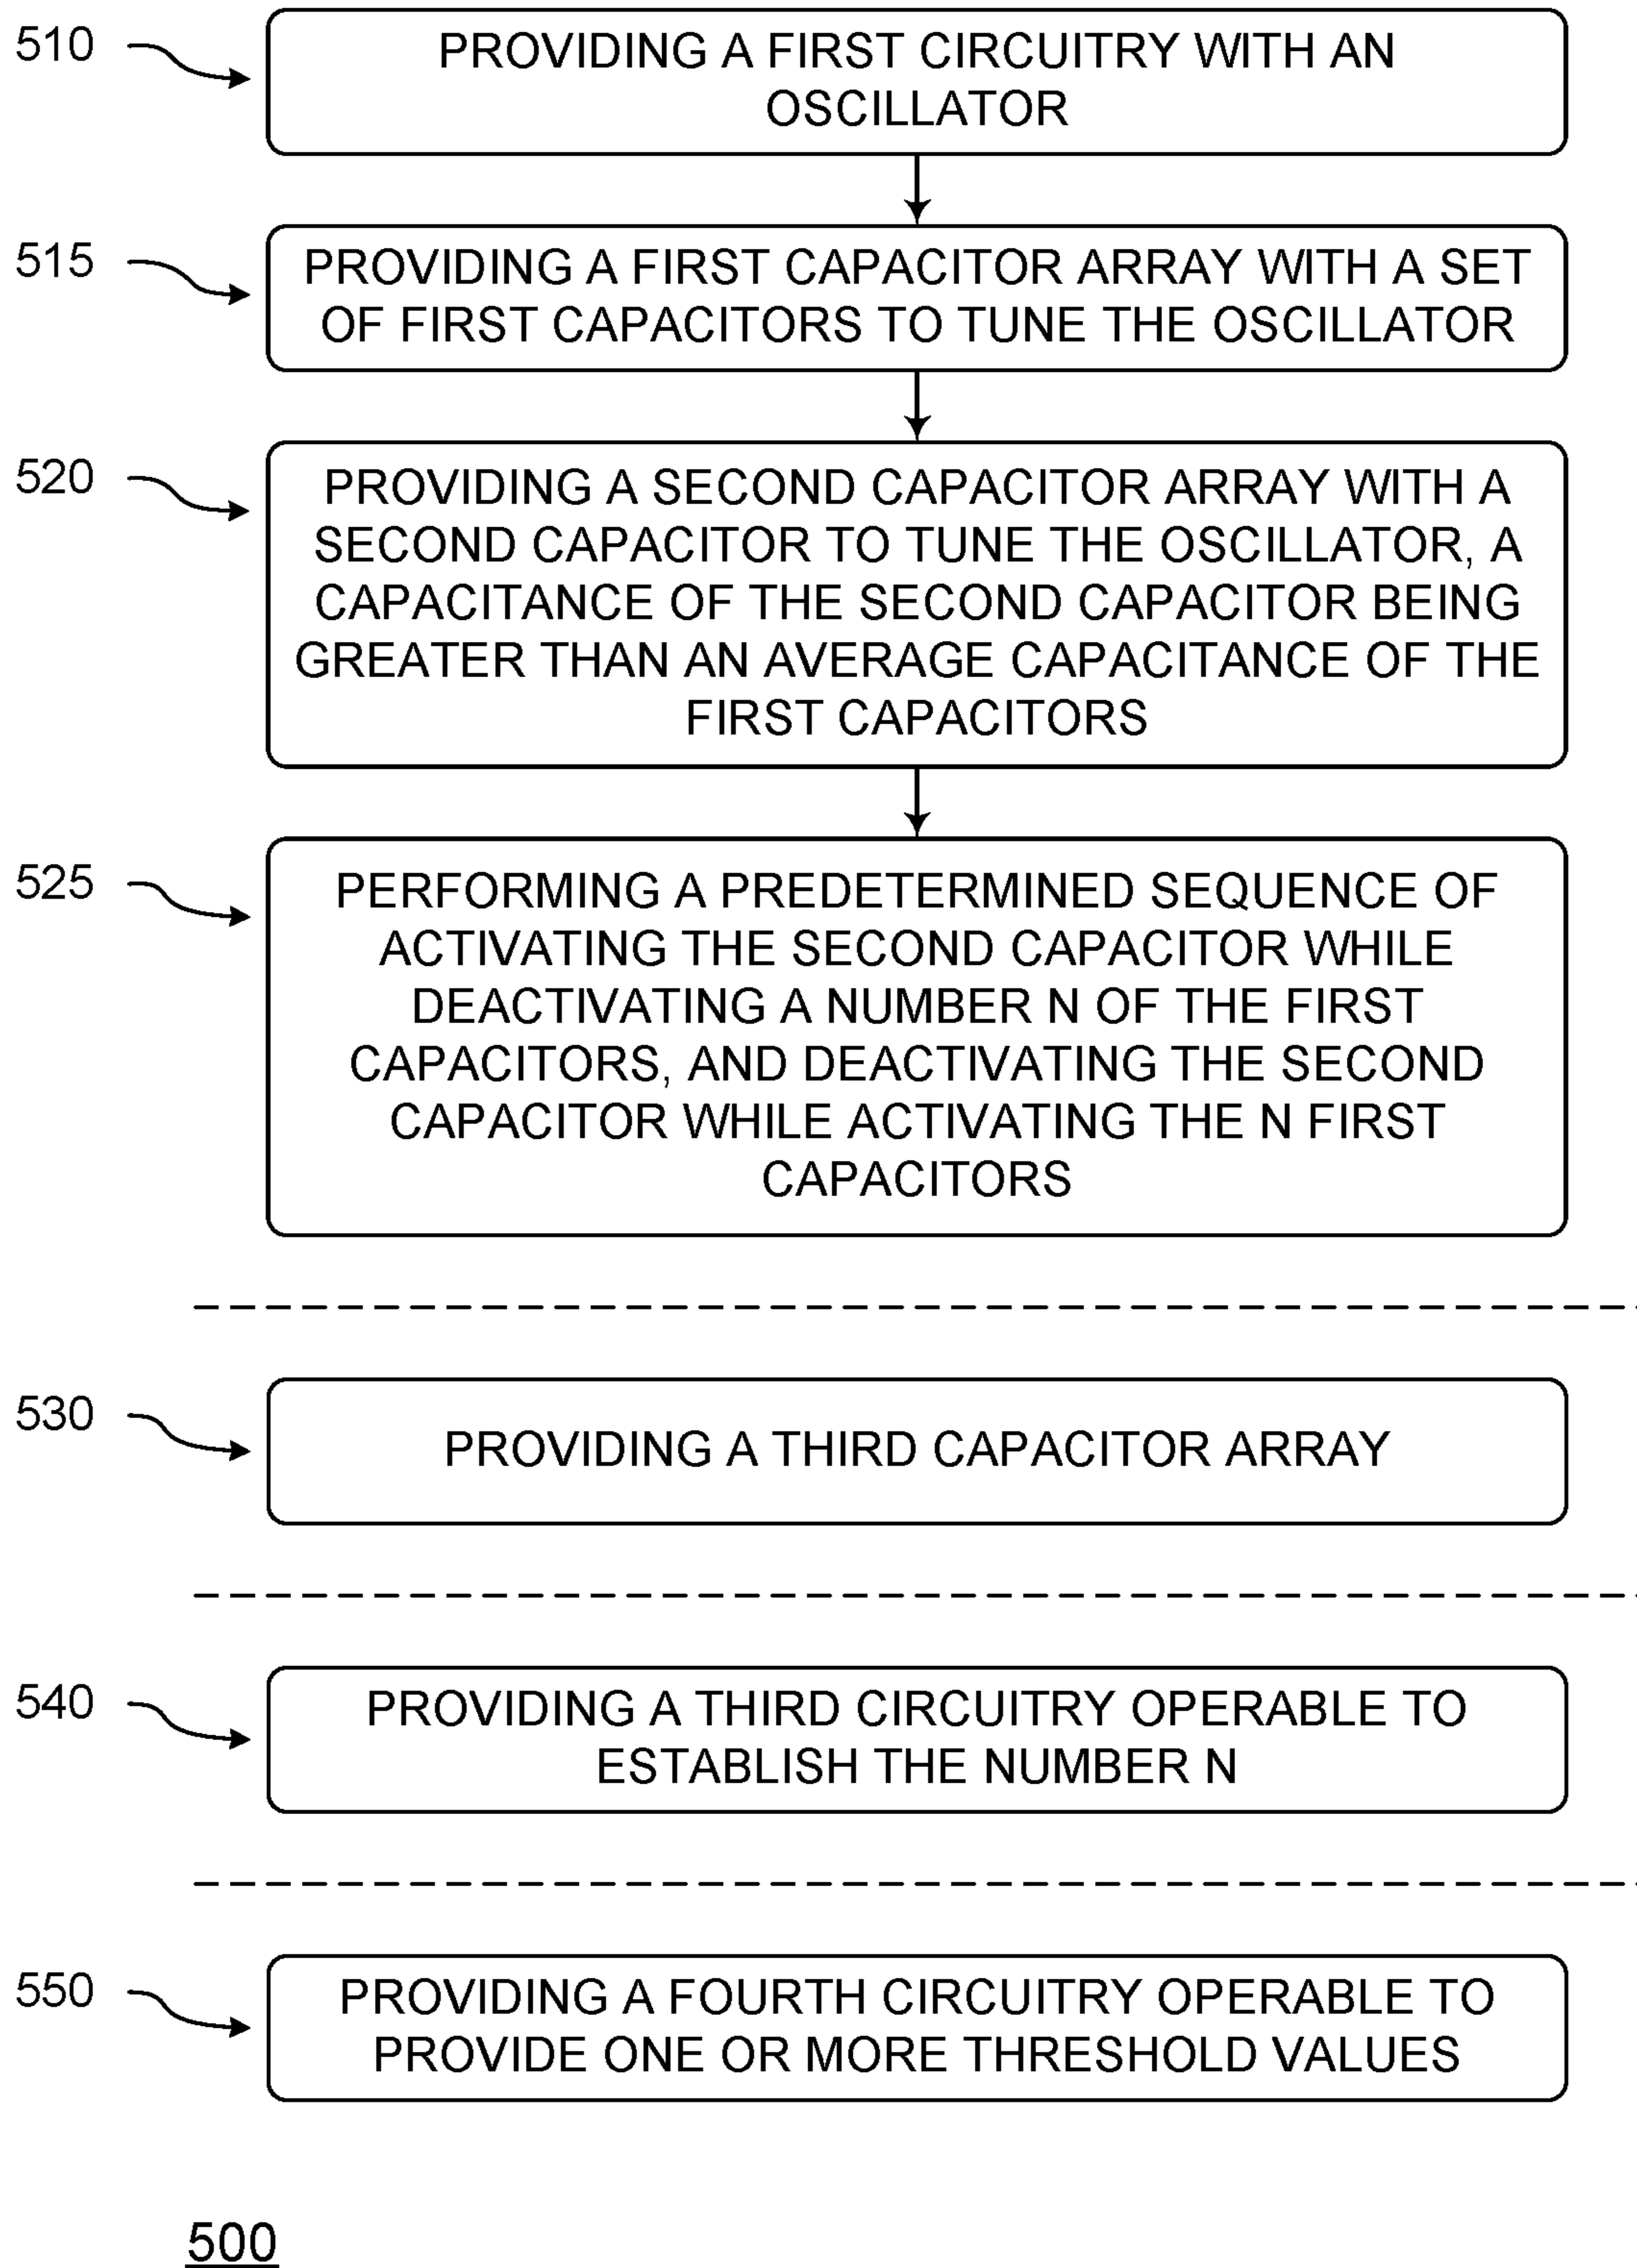 510
PROVIDING A FIRST CIRCUITRY WITH AN
OSCILLATOR
515
PROVIDING A FIRST CAPACITOR ARRAY WITH A SET
OF FIRST CAPACITORS TO TUNE THE OSCILLATOR
520
PROVIDING A SECOND CAPACITOR ARRAY WITH A
SECOND CAPACITOR TO TUNE THE OSCILLATOR, A
CAPACITANCE OF THE SECOND CAPACITOR BEING
GREATER THAN AN AVERAGE CAPACITANCE OF THE
FIRST CAPACITORS
525
PERFORMING A PREDETERMINED SEQUENCE OF
ACTIVATING THE SECOND CAPACITOR WHILE
DEACTIVATING A NUMBER N OF THE FIRST
CAPACITORS, AND DEACTIVATING THE SECOND
CAPACITOR WHILE ACTIVATING THE N FIRST
CAPACITORS
530
PROVIDING A THIRD CAPACITOR ARRAY
540
PROVIDING A THIRD CIRCUITRY OPERABLE TO
ESTABLISH THE NUMBER N
550
PROVIDING A FOURTH CIRCUITRY OPERABLE TO
PROVIDE ONE OR MORE THRESHOLD VALUES
500